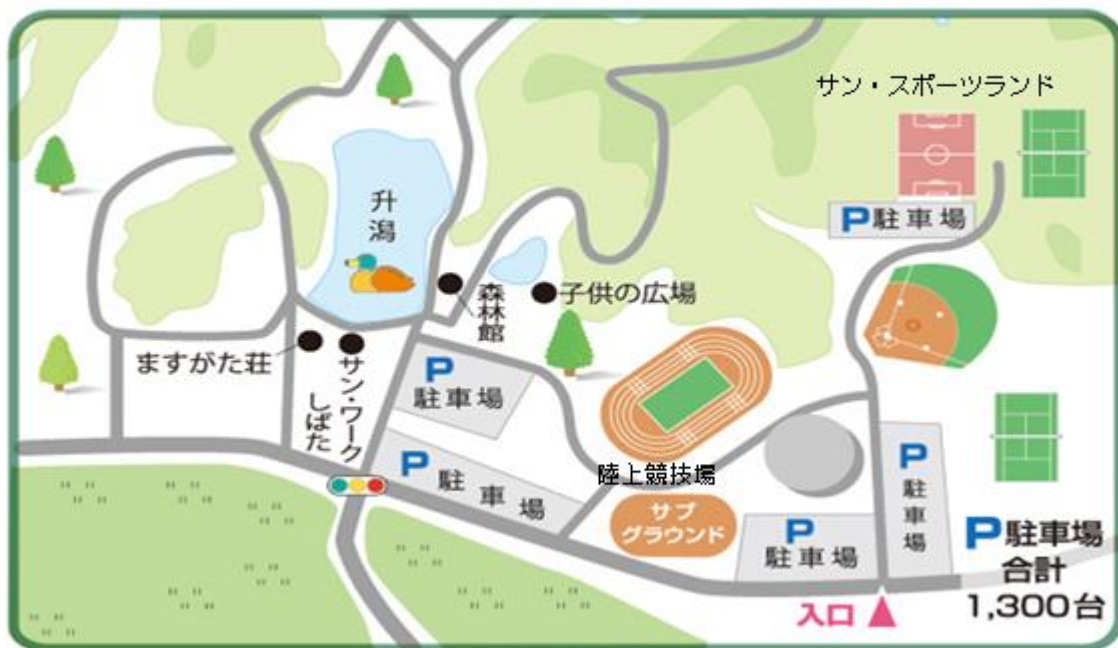 サン・スポーツランド
P駐車場
升潟
森林館
子供の広場
ますがた荘
サン・ワーク
しばた
P
駐車場
P 駐車場
陸上競技場
サブ
グラウンド
P
駐車場
P
駐車場
P駐車場
合計
1,300台
入口